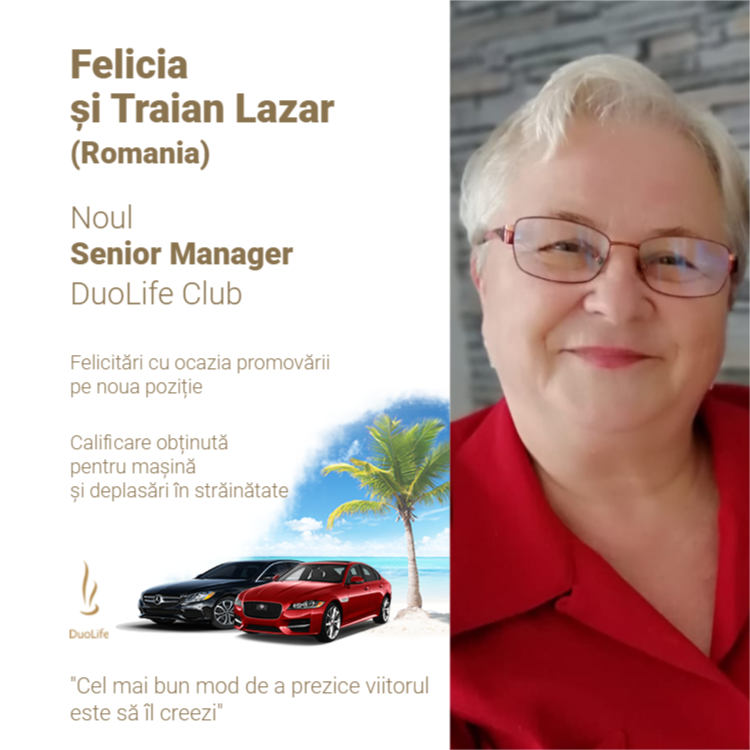 Felicia
și Traian Lazar
(Romania)
Noul
Senior Manager
DuoLife Club
Felicitări cu ocazia promovării
pe noua poziție
Calificare obținută
pentru mașină
și deplasări în străinătate
DuoLife
"Cel mai bun mod de a prezice viitorul
este să îl creezi"